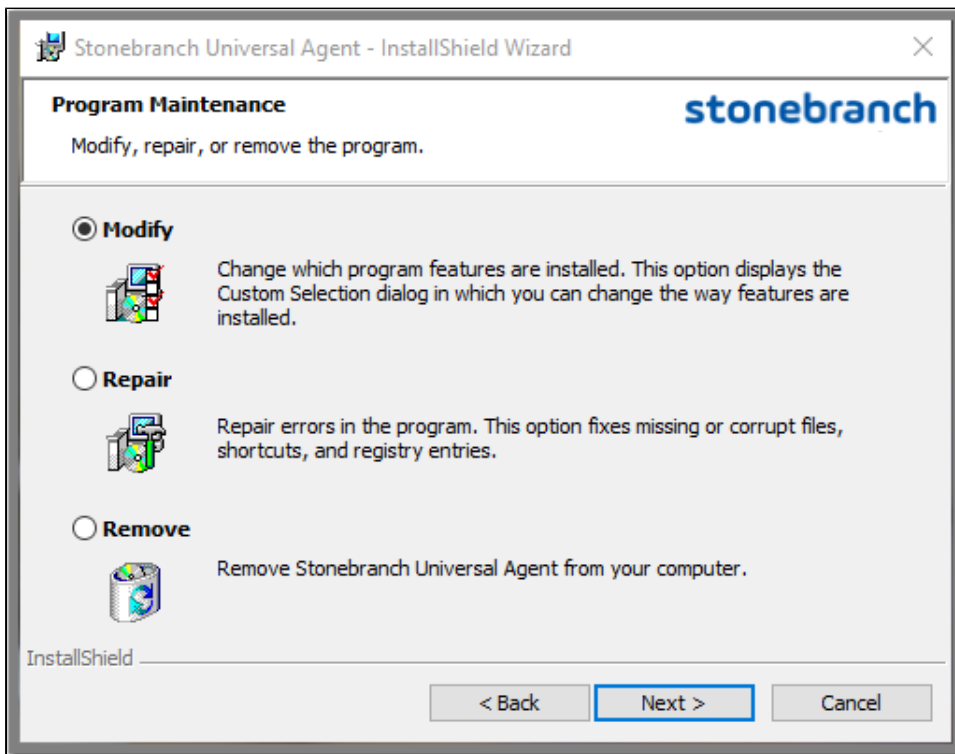 Stonebranch Universal Agent - InstallShield Wizard
Program Maintenance
stonebranch
Modify, repair, or remove the program.
Modify
Change which program features are installed. This option displays the
Custom Selection dialog in which you can change the way features are
installed.
Repair
Repair errors in the program. This option fixes missing or corrupt files,
shortcuts, and registry entries.
Remove
Remove Stonebranch Universal Agent from your computer.
InstallShield
< Back
Next >
Cancel